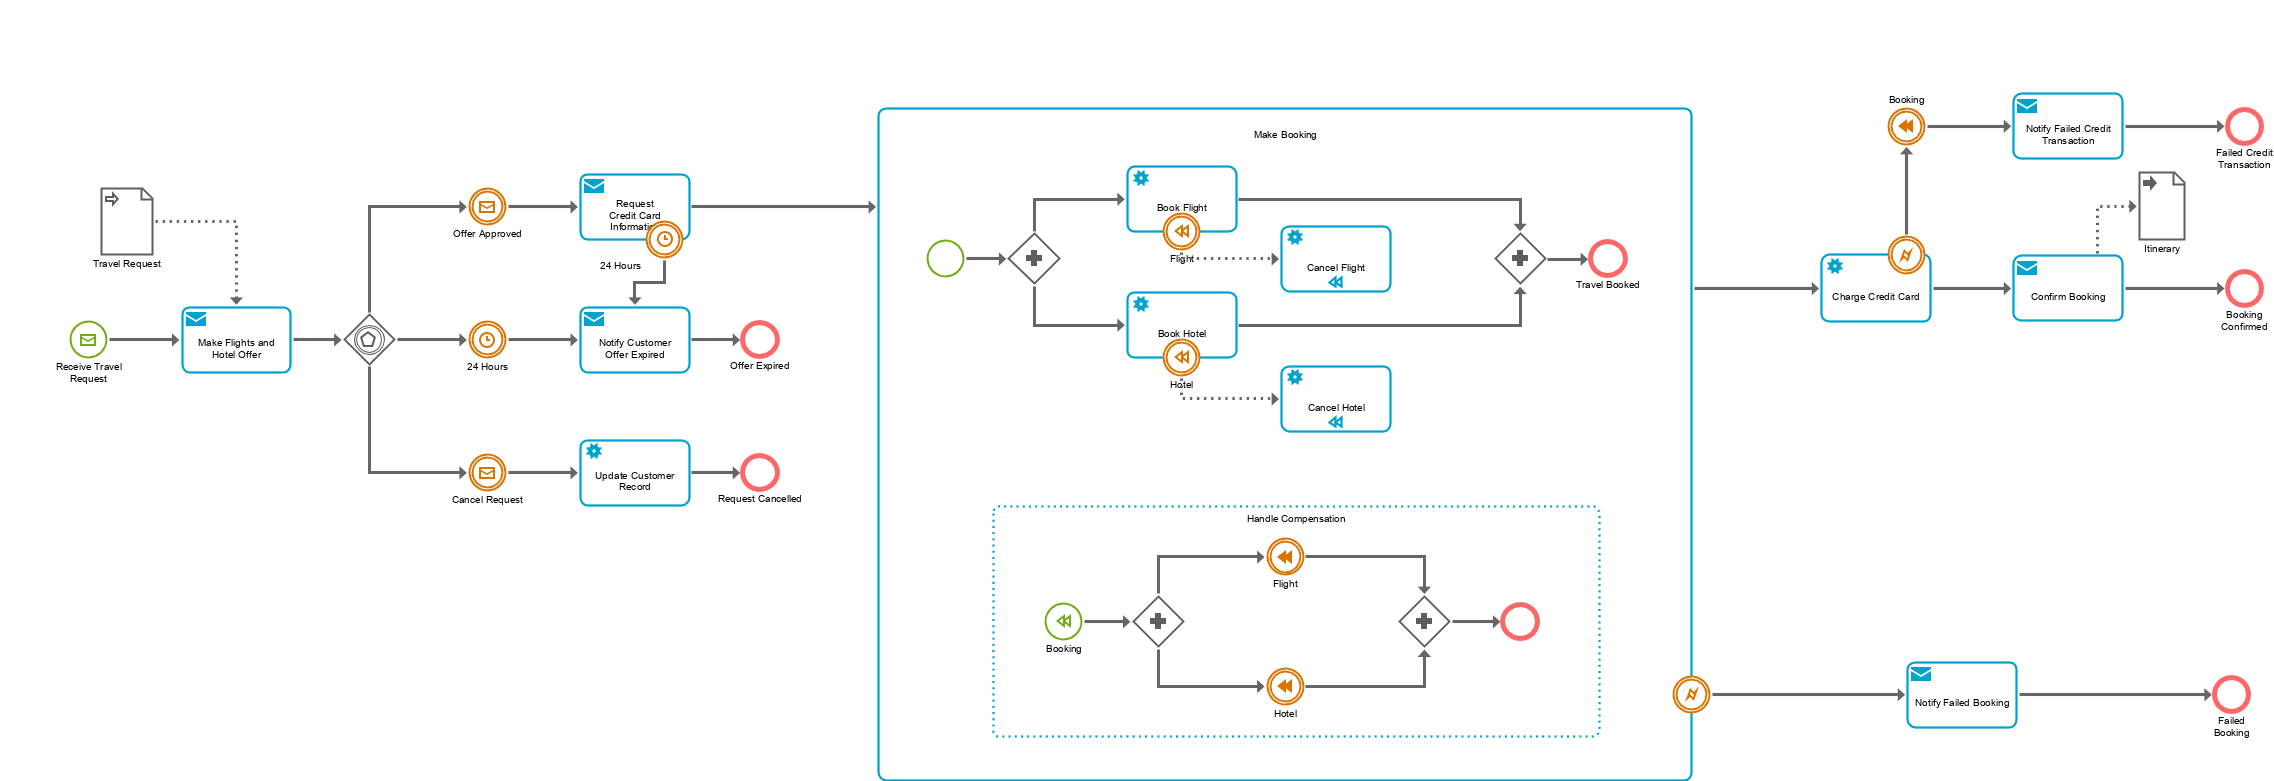 Travel Request
Receive Travel
Request
Make Flights and
Hotel Offer
Offer Approved
24 Hours
Cancel Request
Request
Credit Card
Information
24 Hours
Notify Customer
Offer Expired
Offer Expired
Update Customer
Record
Request Cancelled
Make Booking
Book Flight
Flight
Cancel Flight
Book Hotel
Hotel
Cancel Hotel
Travel Booked
Handle Compensation
Booking
Flight
Hotel
Booking
Notify Failed Credit
Transaction
Failed Credit
Transaction
Itinerary
Charge Credit Card
Confirm Booking
Booking
Confirmed
Notify Failed Booking
Failed
Booking